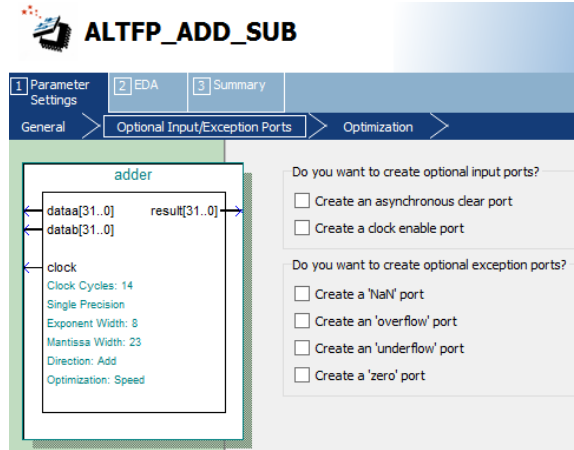 ALTFP_ADD_SUB
1 Parameter Settings
2 EDA
3 Summary
General
Optional Input/Exception Ports
Optimization
adder
dataa[31..0] result[31..0]
datab[31..0]
clock
Clock Cycles: 14
Single Precision
Exponent Width: 8
Mantissa Width: 23
Direction: Add
Optimization: Speed
Do you want to create optional input ports?
Create an asynchronous clear port
Create a clock enable port
Do you want to create optional exception ports?
Create a 'NaN' port
Create an 'overflow' port
Create an 'underflow' port
Create a 'zero' port